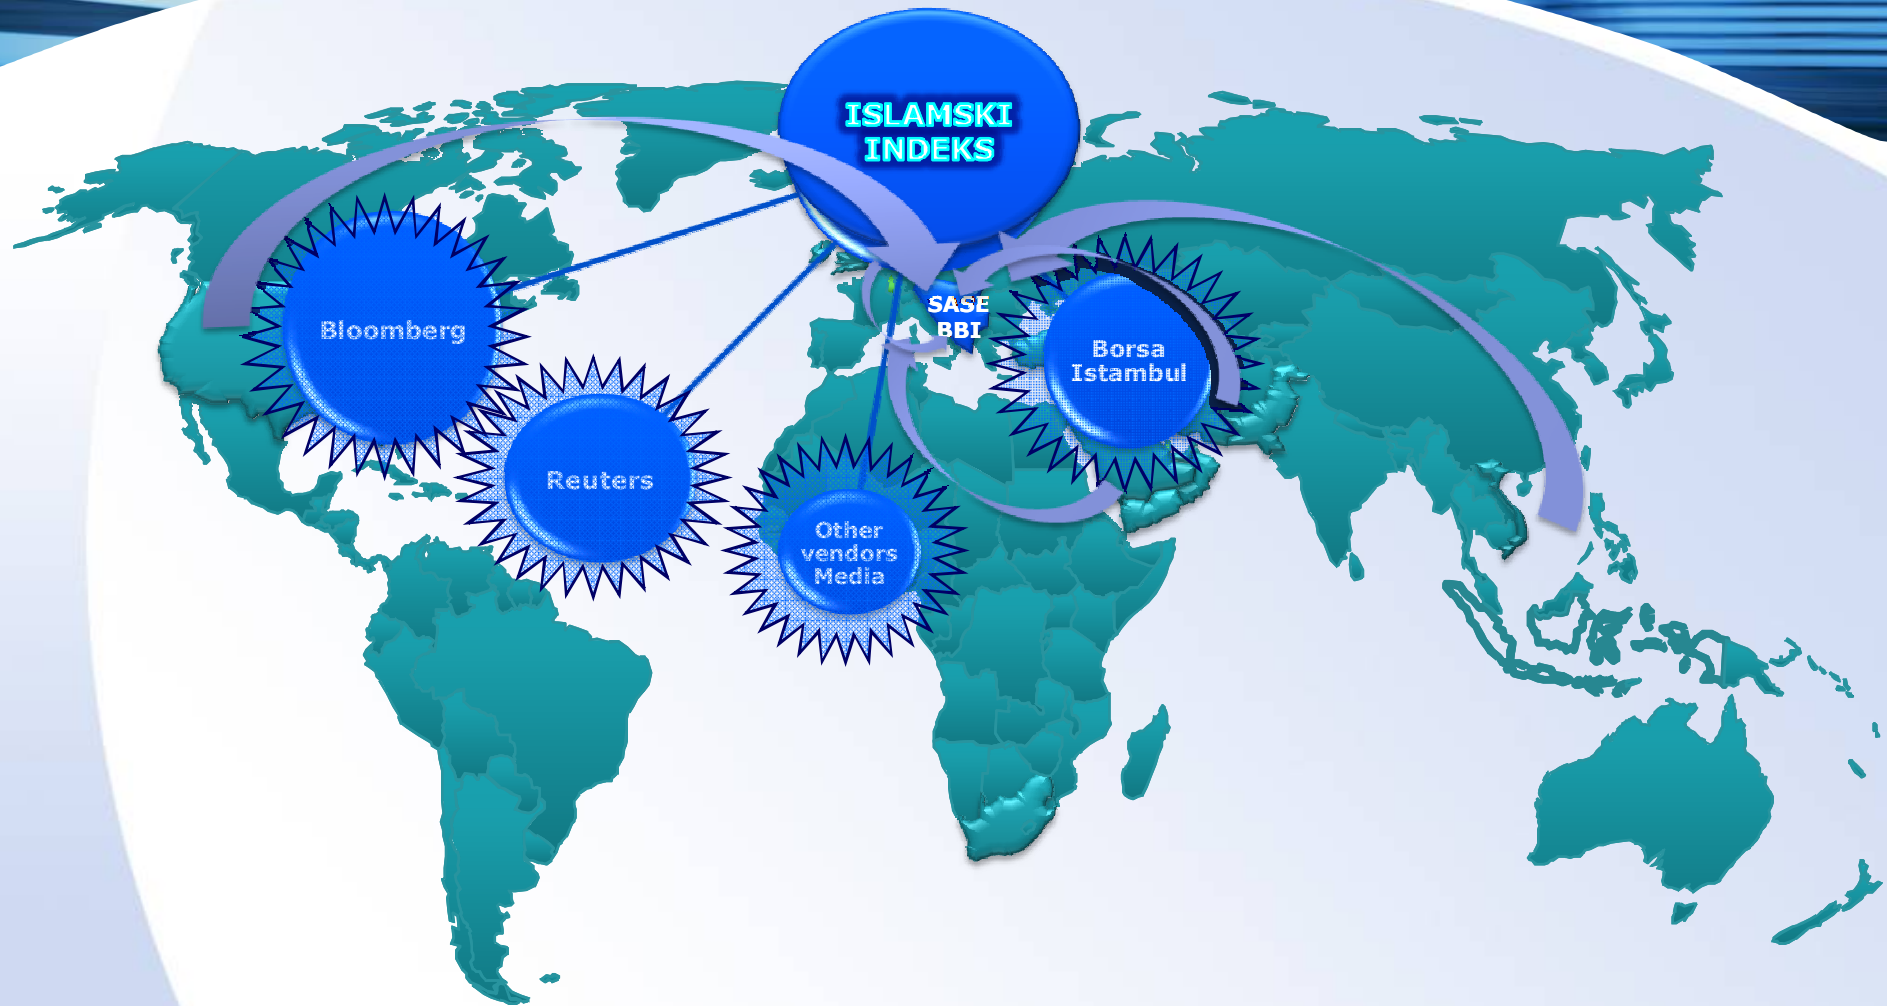 ISLAMSKI
INDEKS
SASE
BBI
Bloomberg
Borsa
Istambul
Reuters
Other
vendors
Media